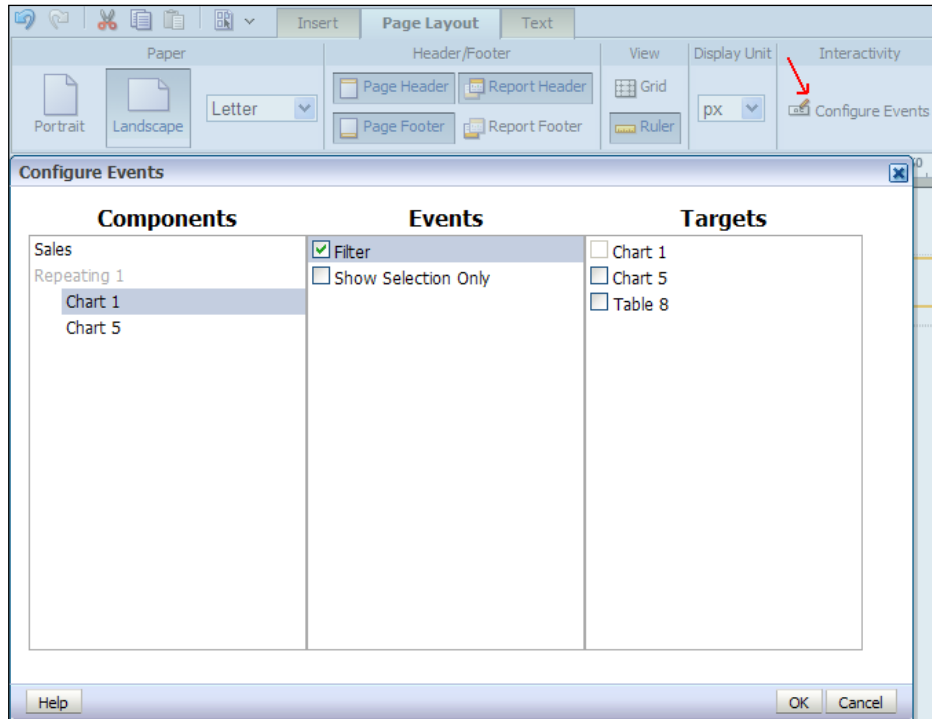 Insert Page Layout Text
Paper Header/Footer View Display Unit Interactivity
Portrait Landscape Letter Page Header Report Header Grid px Configure Events
Page Footer Report Footer Ruler
Configure Events
Components Events Targets
Sales Filter Chart 1
Repeating 1 Show Selection Only Chart 5
Chart 1 Table 8
Chart 5
Help OK Cancel